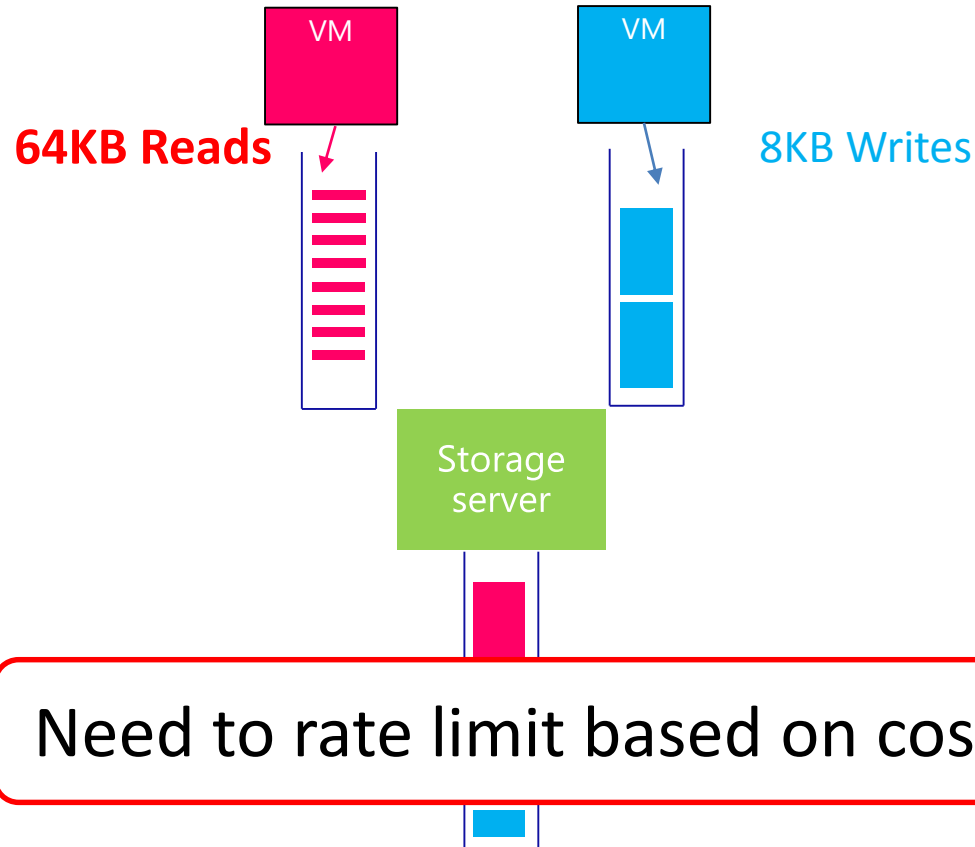 VM
VM
64KB Reads
8KB Writes
Storage
server
Need to rate limit based on cos